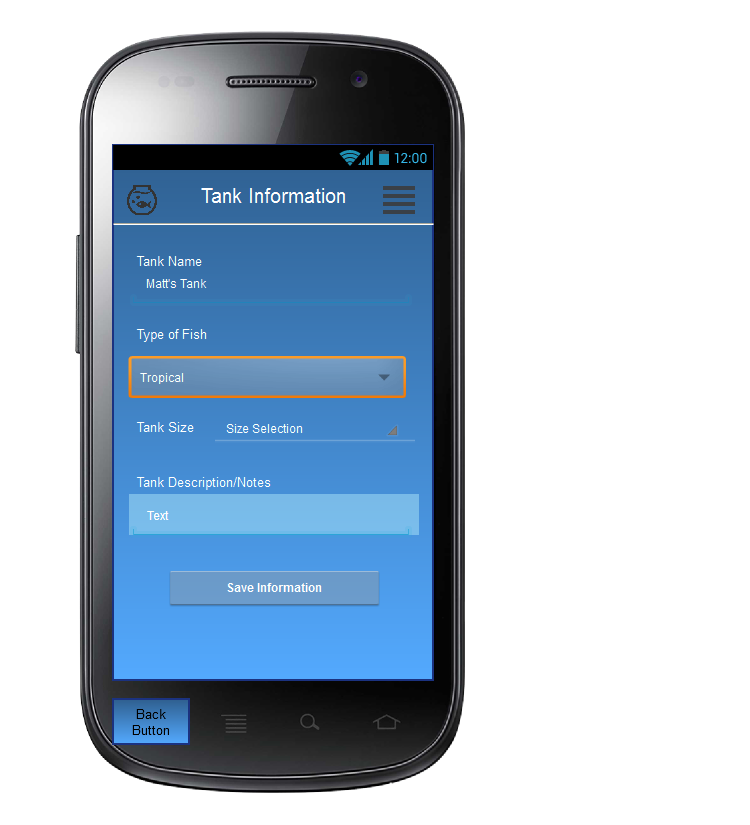 12:00
Tank Information
Tank Name
Matt's Tank
Type of Fish
Tropical
Tank Size
Size Selection
Tank Description/Notes
Text
Save Information
Back
Button